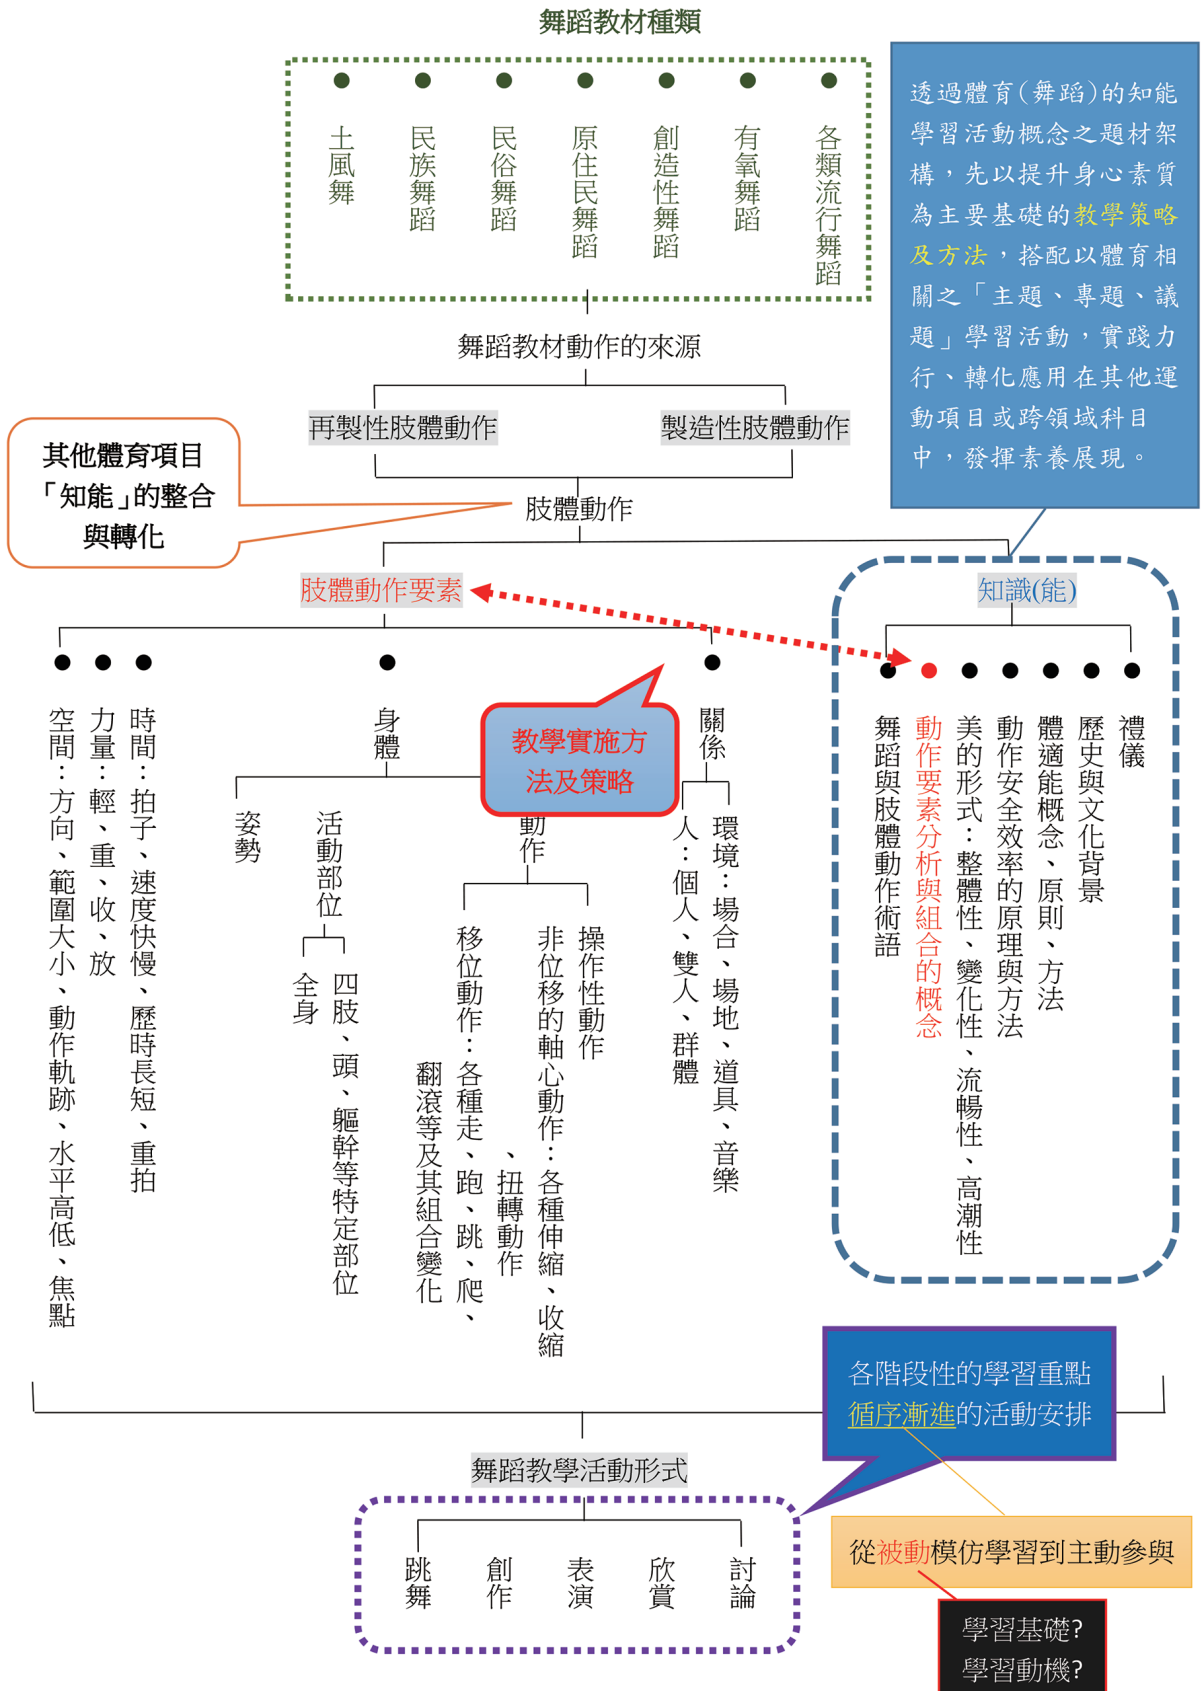 舞蹈教材種類
土風舞
民族舞蹈
民俗舞蹈
原住民舞蹈
創造性舞蹈
有氧舞蹈
各類流行舞蹈
透過體育(舞蹈)的知能
學習活動概念之題材架
構，先以提升身心素質
為主要基礎的教學策略
及方法，搭配以體育相
關之「主題、專題、議
題」學習活動，實踐力
行、轉化應用在其他運
動項目或跨領域科目
中，發揮素養展現。
舞蹈教材動作的來源
再製性肢體動作
製造性肢體動作
其他體育項目
「知能」的整合
與轉化
肢體動作
肢體動作要素
知識(能)
空間：方向、範圍大小、動作軌跡、水平高低、焦點
力量：輕、重、收、放
時間：拍子、速度快慢、歷時長短、重拍
身體
姿勢
活動部位
全身
四肢、頭、軀幹等特定部位
動作
移位動作：各種走、跑、跳、爬、
翻滾等及其組合變化
非位移的軸心動作：各種伸縮、收縮
、扭轉動作
操作性動作
教學實施方
法及策略
關係
人：個人、雙人、群體
環境：場合、場地、道具、音樂
舞蹈與肢體動作術語
動作要素分析與組合的概念
美的形式：整體性、變化性、流暢性、高潮性
動作安全效率的原理與方法
體適能概念、原則、方法
歷史與文化背景
禮儀
各階段性的學習重點
循序漸進的活動安排
舞蹈教學活動形式
跳舞
創作
表演
欣賞
討論
從被動模仿學習到主動參與
學習基礎?
學習動機?